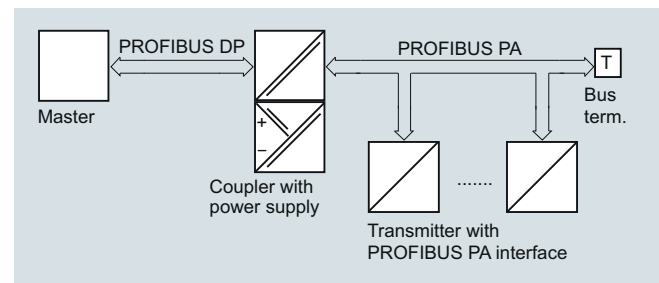 PROFIBUS DP
PROFIBUS PA
T
Master
Bus
term.
+
–
Coupler with
power supply
.......
Transmitter with
PROFIBUS PA interface